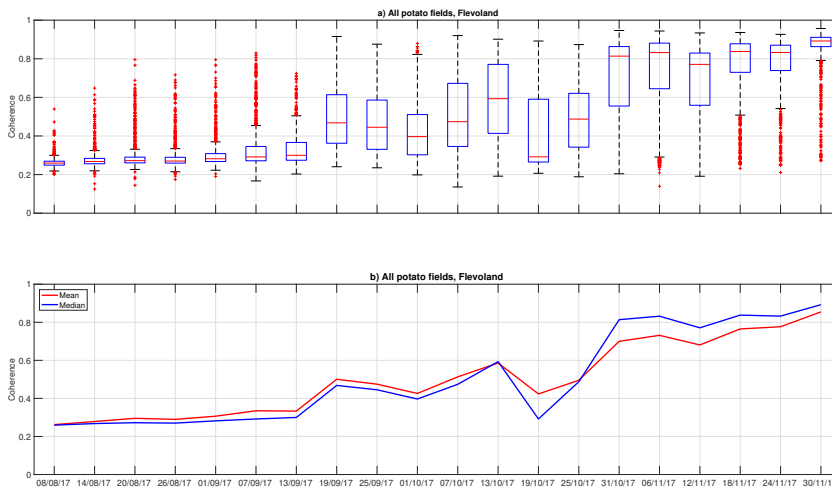 a) All potato fields, Flevoland
1
0.8
0.6
0.4
0.2
0
Coherence
b) All potato fields, Flevoland
1
0.8
0.6
0.4
0.2
0
Coherence
Mean
Median
08/08/17 14/08/17 20/08/17 26/08/17 01/09/17 07/09/17 13/09/17 19/09/17 25/09/17 01/10/17 07/10/17 13/10/17 19/10/17 25/10/17 31/10/17 06/11/17 12/11/17 18/11/17 24/11/17 30/11/1